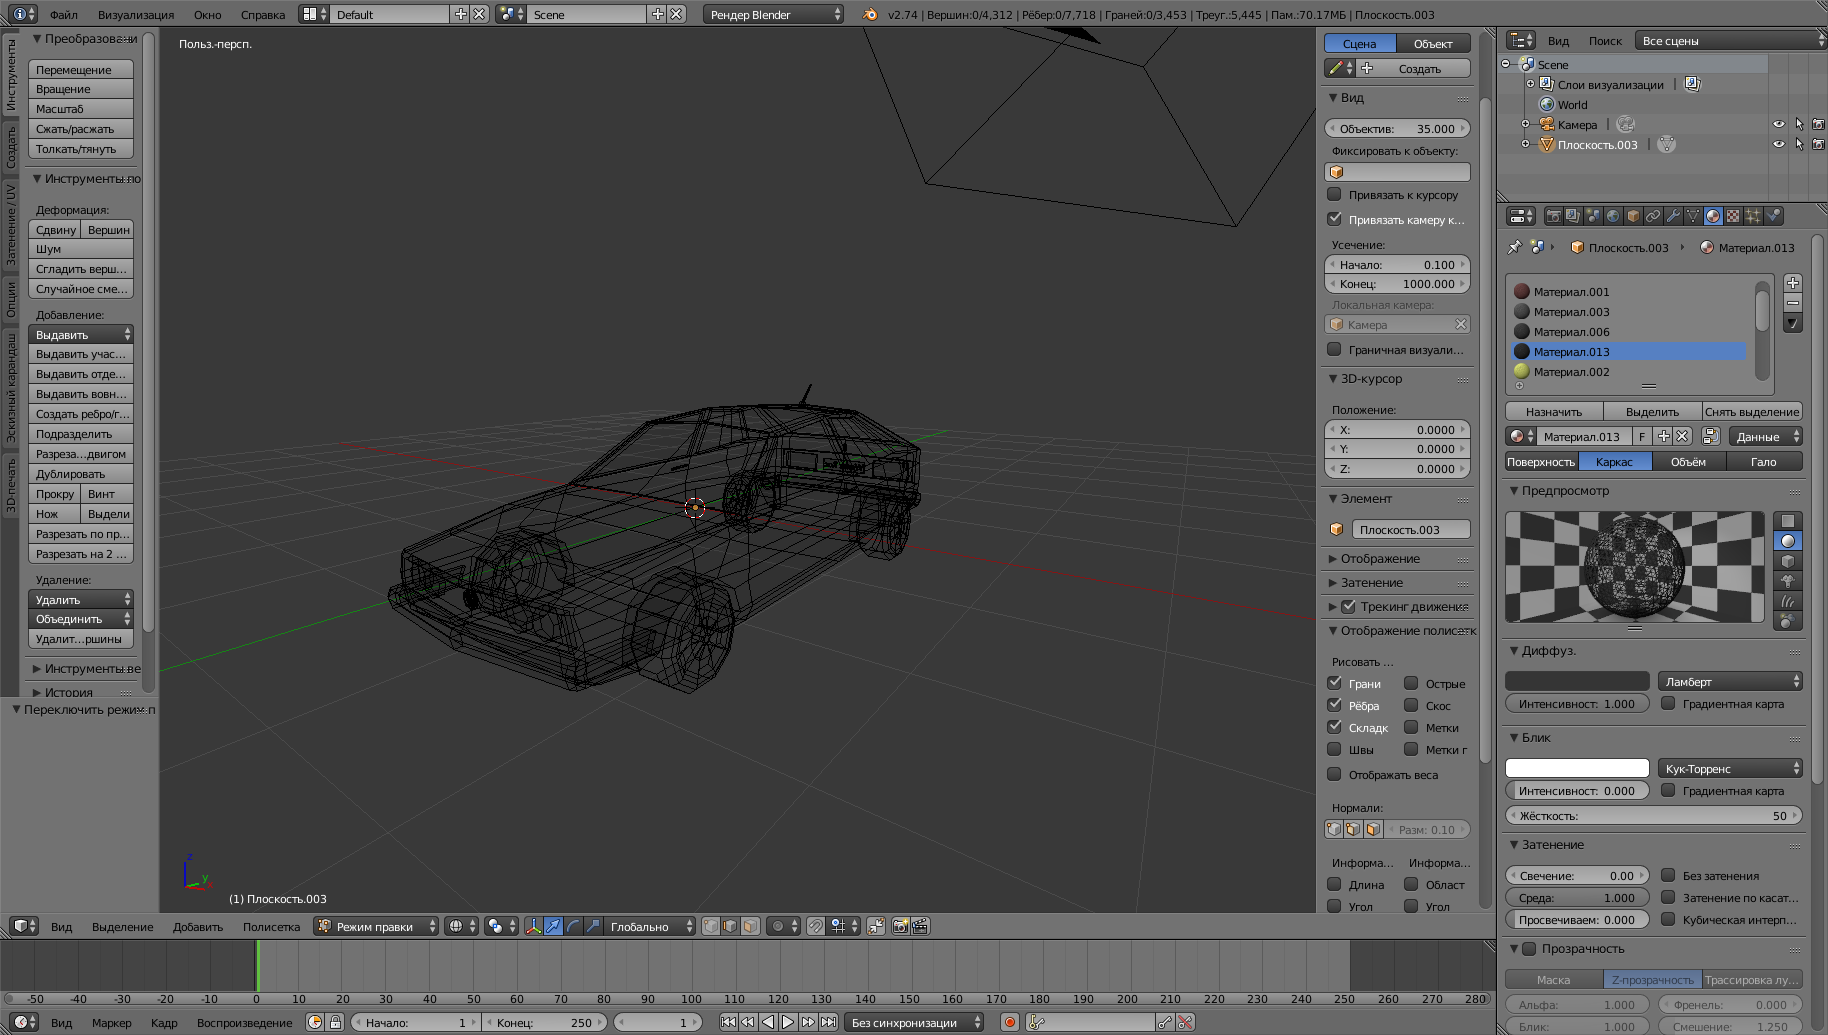 Файл Визуализация Окно Справка Default Scene Рендер Blender v2.74 | Вершин:0/4,312 | Рёбер:0/7,718 | Граней:0/3,453 | Треуг.:5,445 | Пам.:70.17МБ | Плоскость.003
Инструменты
Создать
Затенение / UV
Опции
Эскизный карандаш
3D-печать
Преобразовани
Перемещение
Вращение
Масштаб
Сжать/расжать
Толкать/тянуть
Инструменты по
Деформация:
Сдвину Вершин
Шум
Сгладить верш...
Случайное сме...
Добавление:
Выдавить
Выдавить учас...
Выдавить отде...
Выдавить вовн...
Создать ребро/г...
Подразделить
Разреза...двигом
Дублировать
Прокру Винт
Нож Выдели
Разрезать по пр...
Разрезать на 2 ...
Удаление:
Удалить
Объединить
Удалит...ршины
Инструменты ве
История
Переключить режим п
Польз.-персп.
z
y
(1) Плоскость.003
Сцена Объект
Создать
Вид
Объектив: 35.000
Фиксировать к объекту:
Привязать к курсору
Привязать камеру к...
Усечение:
Начало: 0.100
Конец: 1000.000
Локальная камера:
Камера
Граничная визуали...
3D-курсор
Положение:
X: 0.0000
Y: 0.0000
Z: 0.0000
Элемент
Плоскость.003
Отображение
Затенение
Трекинг движени
Отображение полисетк
Рисовать ...
Грани Острые
Рёбра Скос
Складк Метки
Швы Метки г
Отображать веса
Нормали:
Разм: 0.10
Информа... Информа...
Длина Област
Угол Угол
Вид Поиск Все сцены
Scene
Слои визуализации |
World
Камера |
Плоскость.003 |
Плоскость.003 Материал.013
Материал.001
Материал.003
Материал.006
Материал.013
Материал.002
Назначить Выделить Снять выделение
Материал.013 F Данные
Поверхность Каркас Объём Гало
Предпросмотр
Диффуз.
Ламберт
Интенсивност: 1.000 Градиентная карта
Блик
Кук-Торренс
Интенсивност: 0.000 Градиентная карта
Жёсткость: 50
Затенение
Свечение: 0.00 Без затенения
Среда: 1.000 Затенение по касат...
Просвечиваем: 0.000 Кубическая интерп...
Прозрачность
Маска Z-прозрачность Трассировка лу...
Альфа: 1.000 Френель: 0.000
Блик: 1.000 Смешение: 1.250
Вид Выделение Добавить Полисетка Режим правки Глобально
-50 -40 -30 -20 -10 0 10 20 30 40 50 60 70 80 90 100 110 120 130 140 150 160 170 180 190 200 210 220 230 240 250 260 270 280
Вид Маркер Кадр Воспроизведение Начало: 1 Конец: 250 1 Без синхронизации